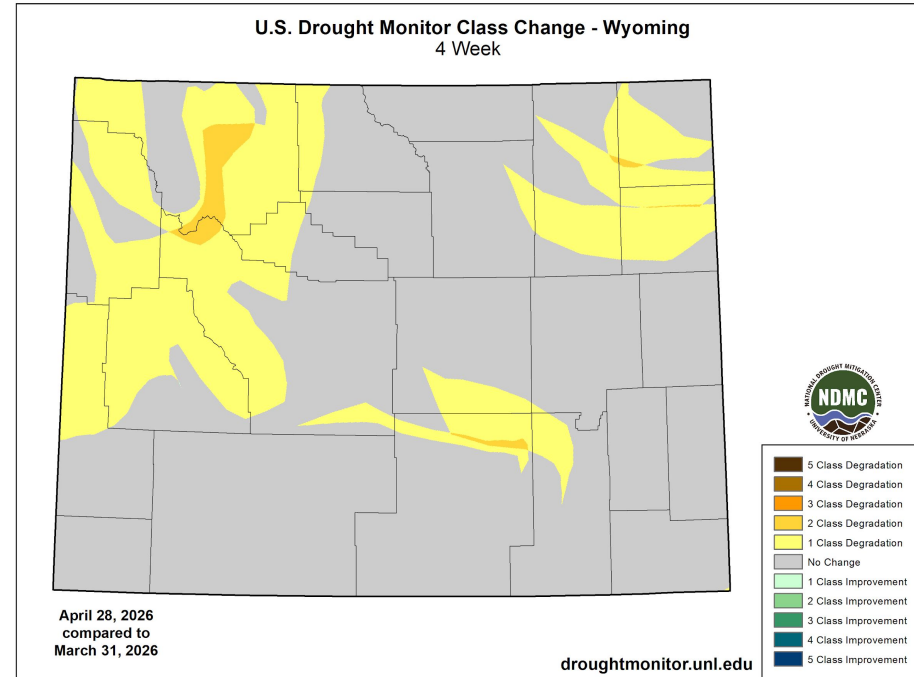 U.S. Drought Monitor Class Change - Wyoming
4 Week
NATIONAL DROUGHT MITIGATION CENTER
NDMC
UNIVERSITY OF NEBRASKA
5 Class Degradation
4 Class Degradation
3 Class Degradation
2 Class Degradation
1 Class Degradation
No Change
1 Class Improvement
2 Class Improvement
3 Class Improvement
4 Class Improvement
5 Class Improvement
April 28, 2026
compared to
March 31, 2026
droughtmonitor.unl.edu